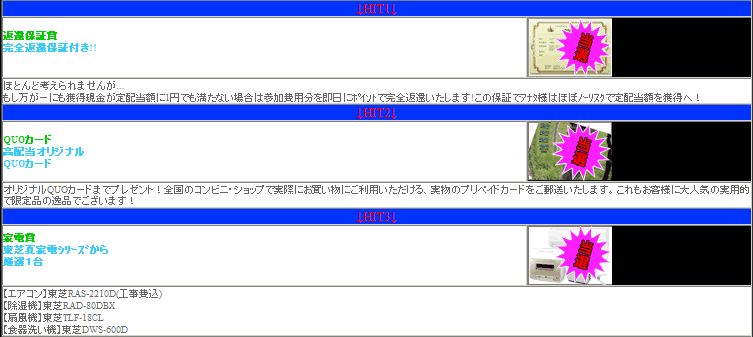 ↓HIT1↓
返還保証賞
完全返還保証付き!!
ほとんど考えられませんが…
もし万が一にも獲得現金が定配当額に1円でも満たない場合は参加費用分を即日にﾎﾟｲﾝﾄで完全返還いたします!この保証でｱﾅﾀ様はほぼﾉｰﾘｽｸで定配当額を獲得へ！
↓HIT2↓
QUOカード
高配当オリジナル
QUOカード
オリジナルQUOカードまでプレゼント！全国のコンビニ・ショップで実際にお買い物にご利用いただける、実物のプリペイドカードをご郵送いたします。これもお客様に大人気の実用的
で限定品の逸品でございます！
↓HIT3↓
家電賞
東芝夏家電ｼﾘｰｽﾞから
厳選１台
【エアコン】東芝RAS-2210D(工事費込)
【除湿機】東芝RAD-80DBX
【扇風機】東芝TLF-18CL
【食器洗い機】東芝DWS-600D